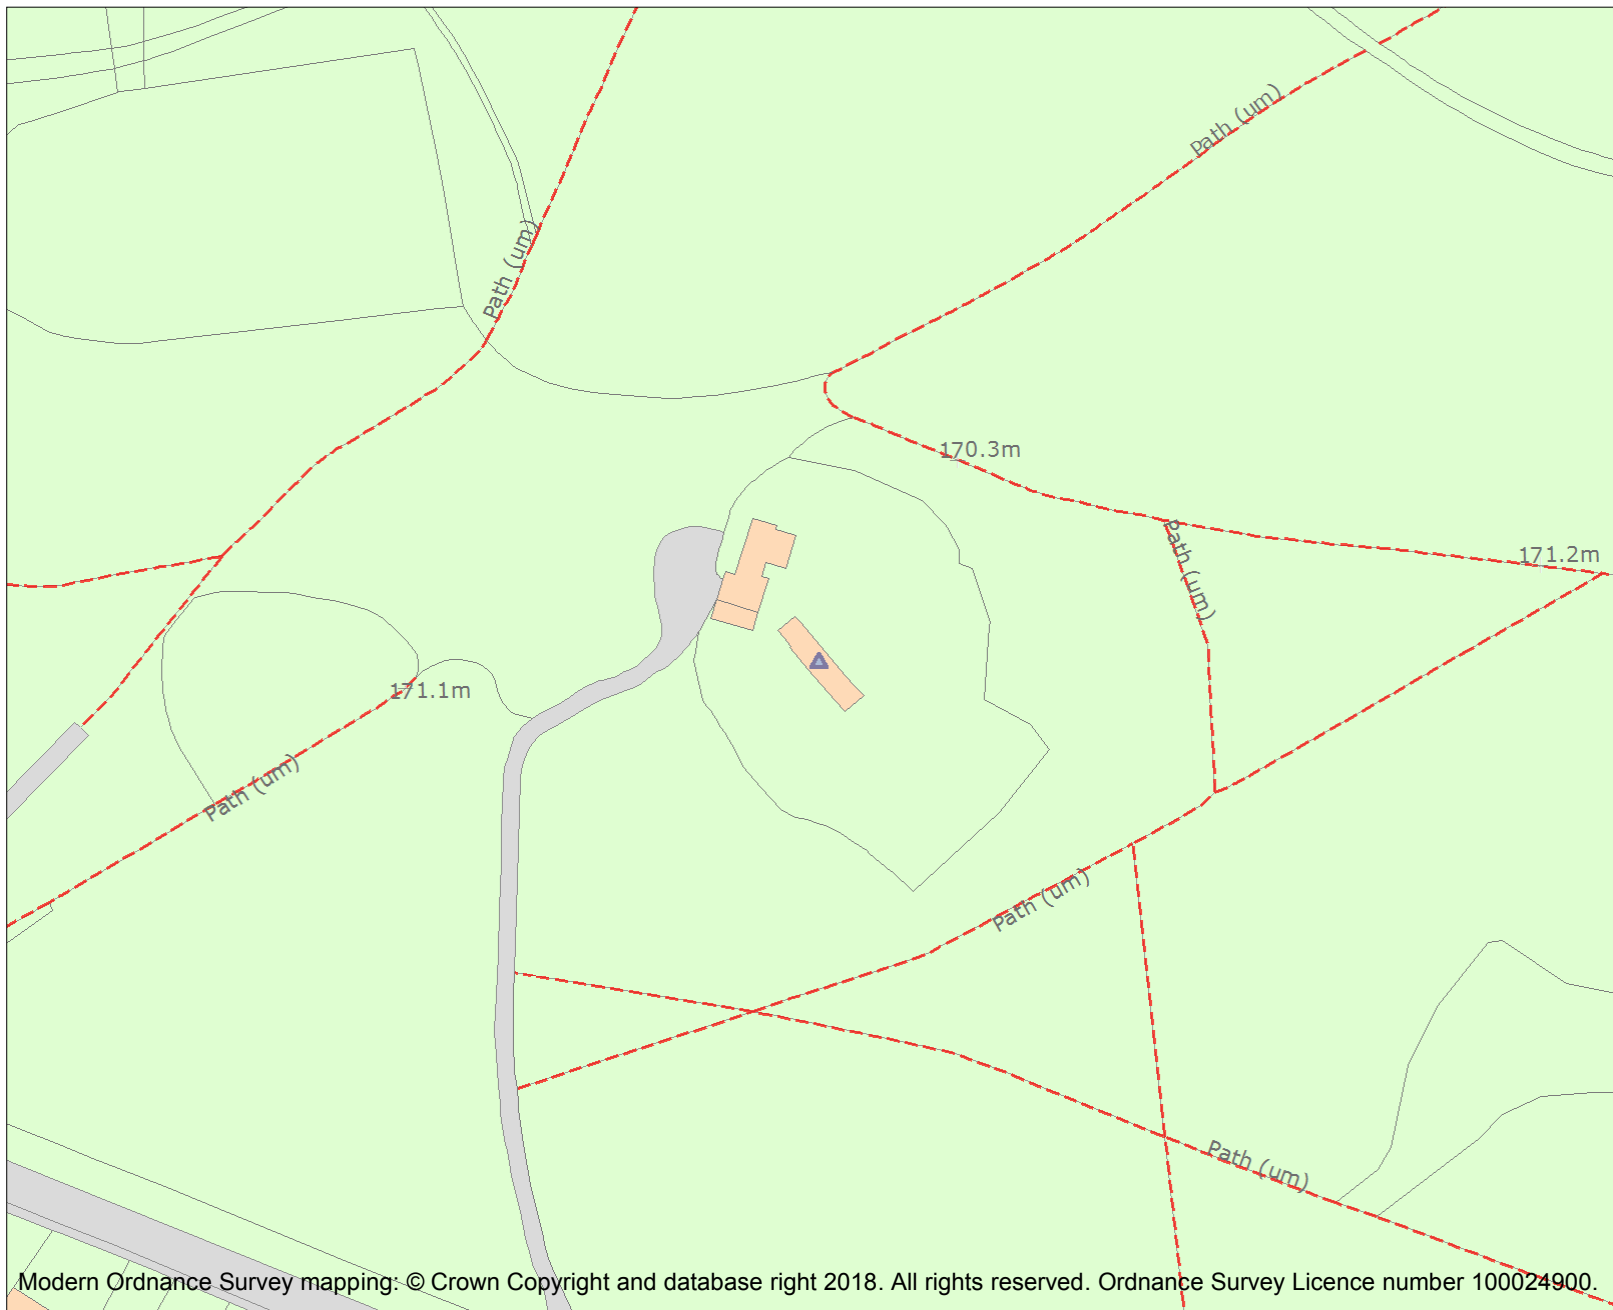 Path (um)
Path (um)
170.3m
171.2m
Path (um)
171.1m
Path (um)
Path (um)
Path (um)
Modern Ordnance Survey mapping: © Crown Copyright and database right 2018. All rights reserved. Ordnance Survey Licence number 100024900.